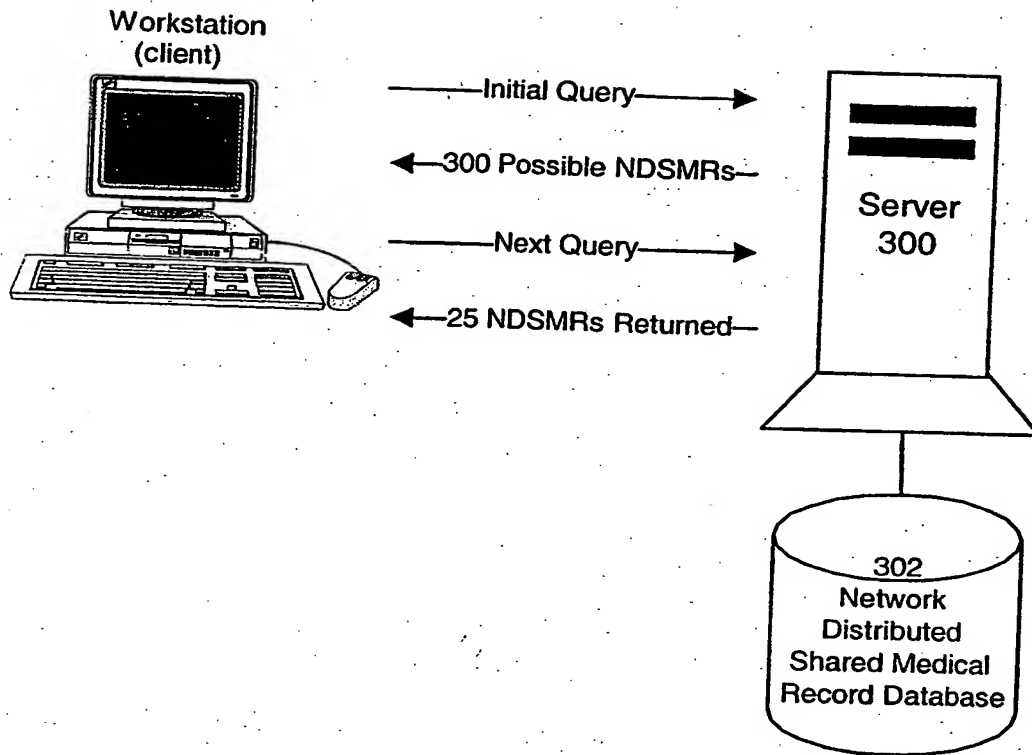 Workstation
(client)
Initial Query
300 Possible NDSMRs
Next Query
25 NDSMRs Returned
Server
300
302
Network
Distributed
Shared Medical
Record Database